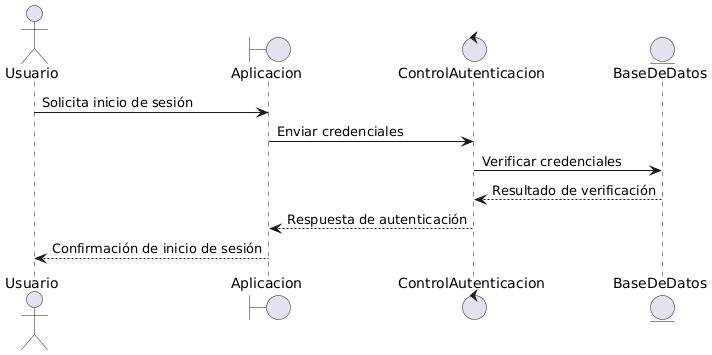 Usuario Aplicacion ControlAutenticacion BaseDeDatos
Solicita inicio de sesión
Enviar credenciales
Verificar credenciales
Resultado de verificación
Respuesta de autenticación
Confirmación de inicio de sesión
Usuario Aplicacion ControlAutenticacion BaseDeDatos